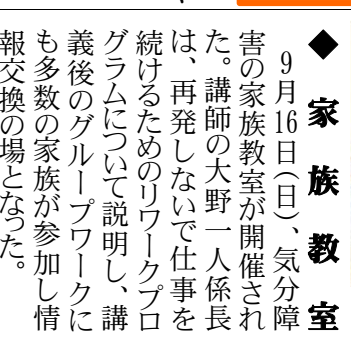 ◆ 家族教室
9月16日(日)、気分障
害の家族教室が開催され
た。講師の大野一人係長
は、再発しないで仕事を
続けるためのリワークプロ
グラムについて説明し、講
義後のグループワークに
も多数の家族が参加し情
報交換の場となった。